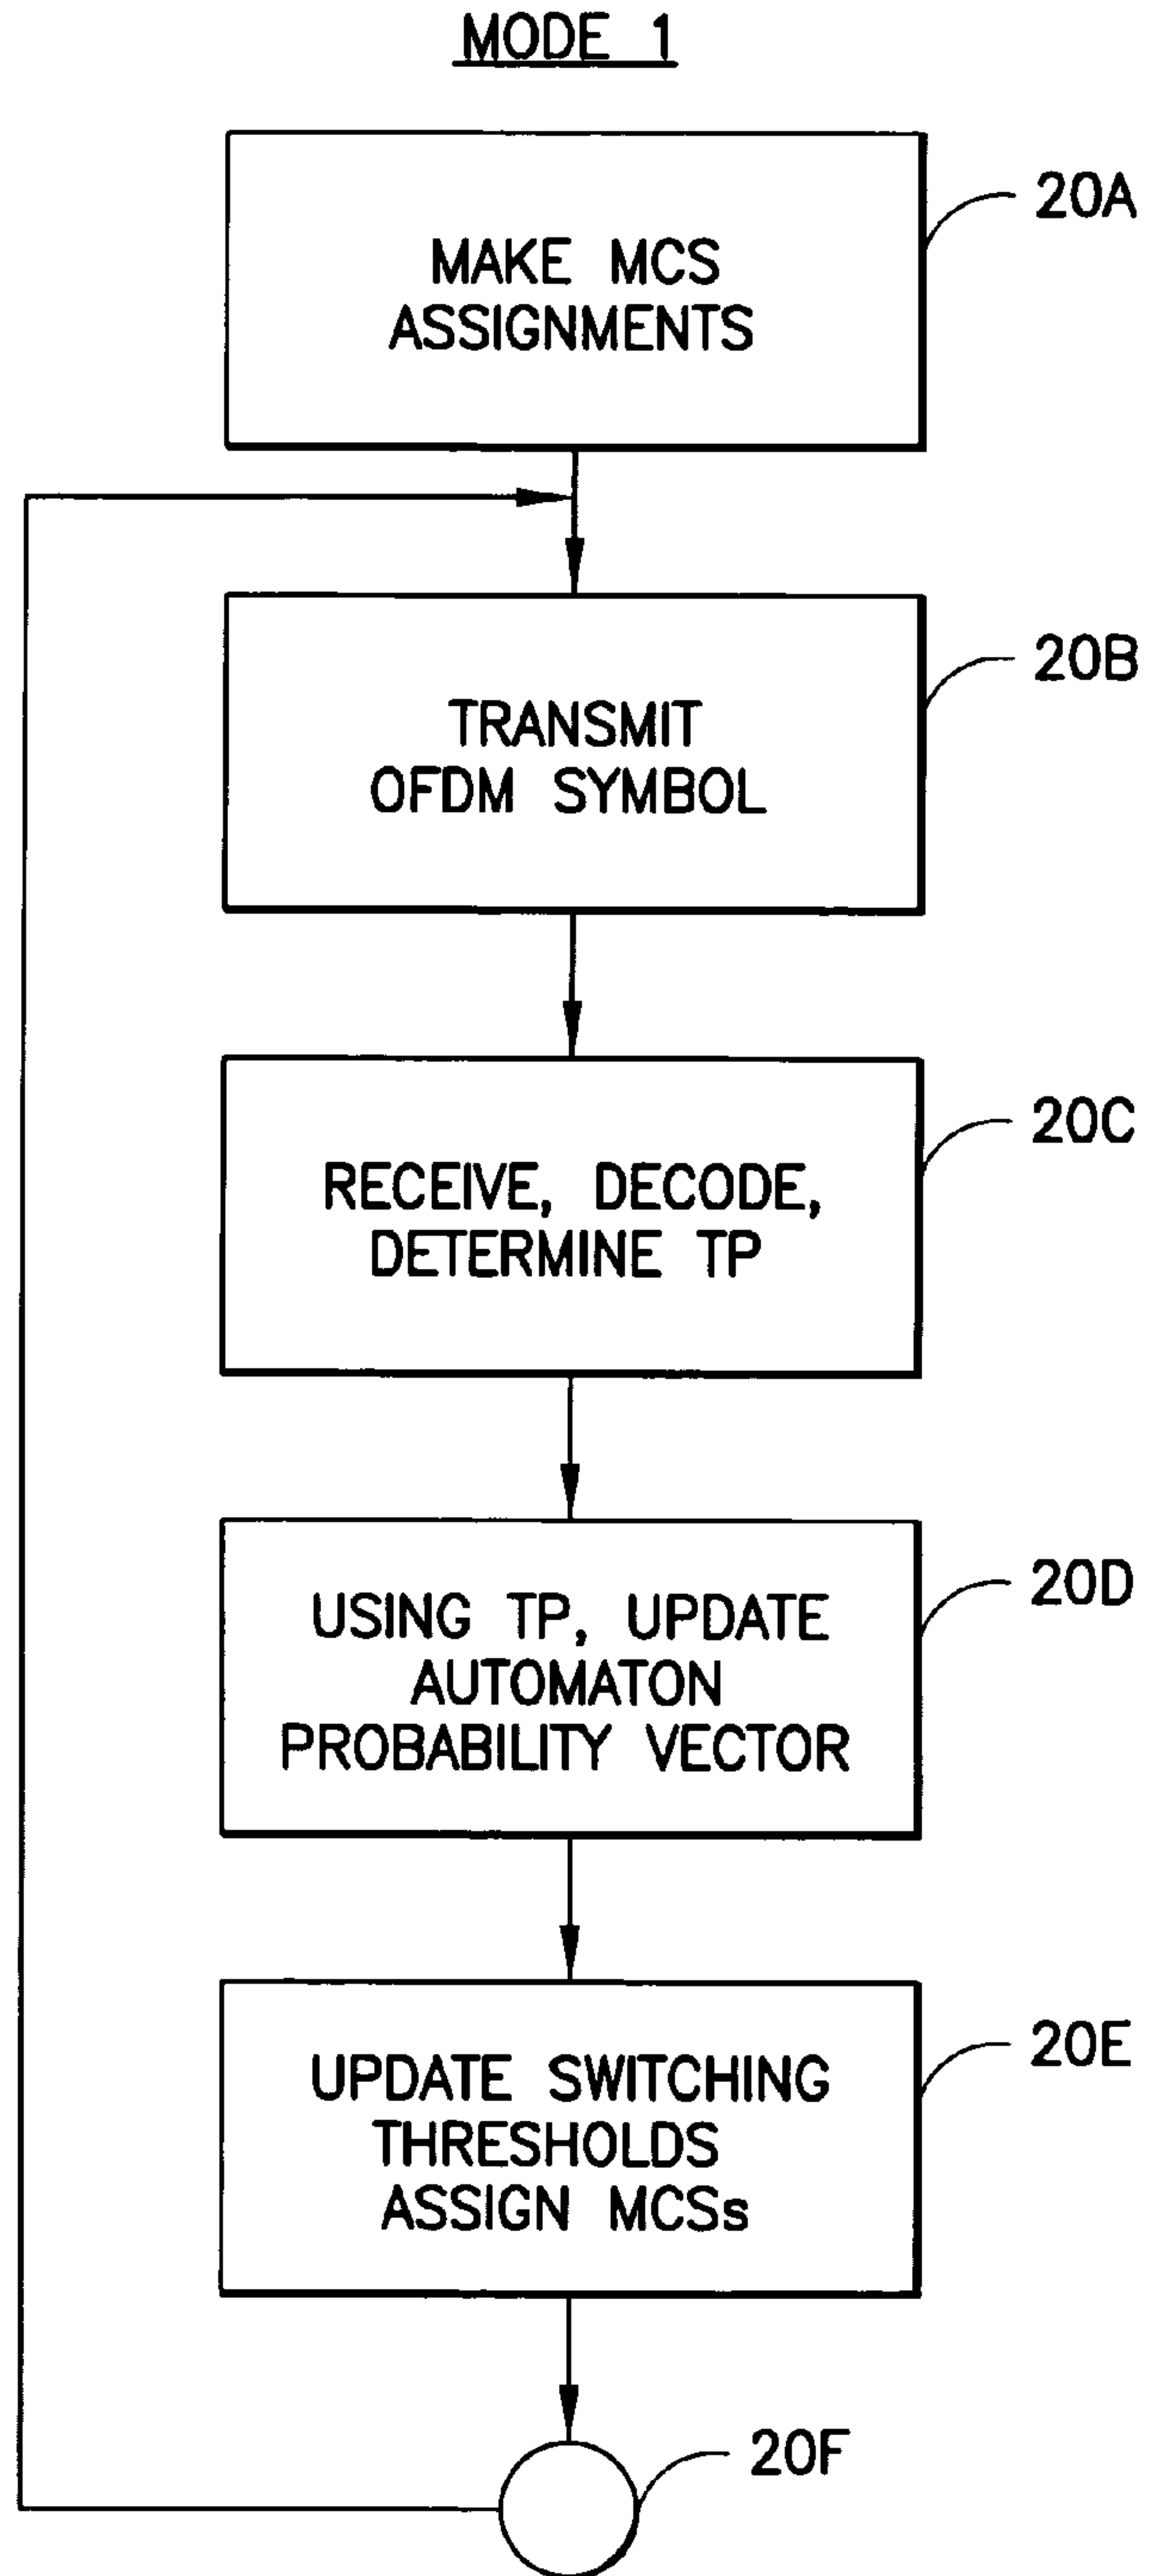 MODE 1
MAKE MCS
ASSIGNMENTS
20A
TRANSMIT
OFDM SYMBOL
20B
RECEIVE, DECODE,
DETERMINE TP
20C
USING TP, UPDATE
AUTOMATON
PROBABILITY VECTOR
20D
UPDATE SWITCHING
THRESHOLDS
ASSIGN MCSs
20E
20F